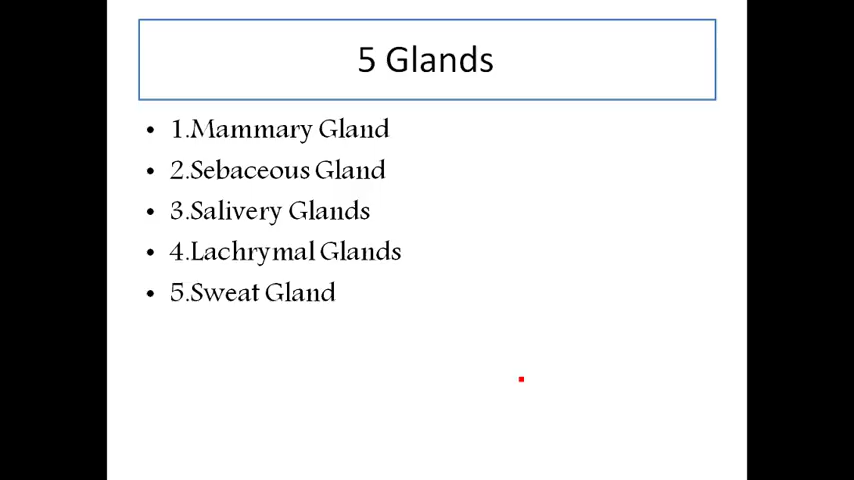 5 Glands
• 1.Mammary Gland
• 2.Sebaceous Gland
• 3.Salivery Glands
• 4.Lachrymal Glands
• 5.Sweat Gland